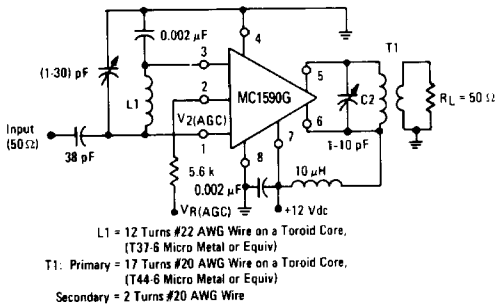 0.002 µF
4
T1
(1-30) pF
3
5
2
MC1590G
C2
RL = 50 Ω
L1
V2(AGC)
6
Input
(50 Ω)
1
7
1-10 pF
38 pF
8
5.6 k
10 µH
0.002 µF
VR(AGC)
+12 Vdc
L1 = 12 Turns #22 AWG Wire on a Toroid Core,
(T37-6 Micro Metal or Equiv)
T1: Primary = 17 Turns #20 AWG Wire on a Toroid Core,
(T44-6 Micro Metal or Equiv)
Secondary = 2 Turns #20 AWG Wire